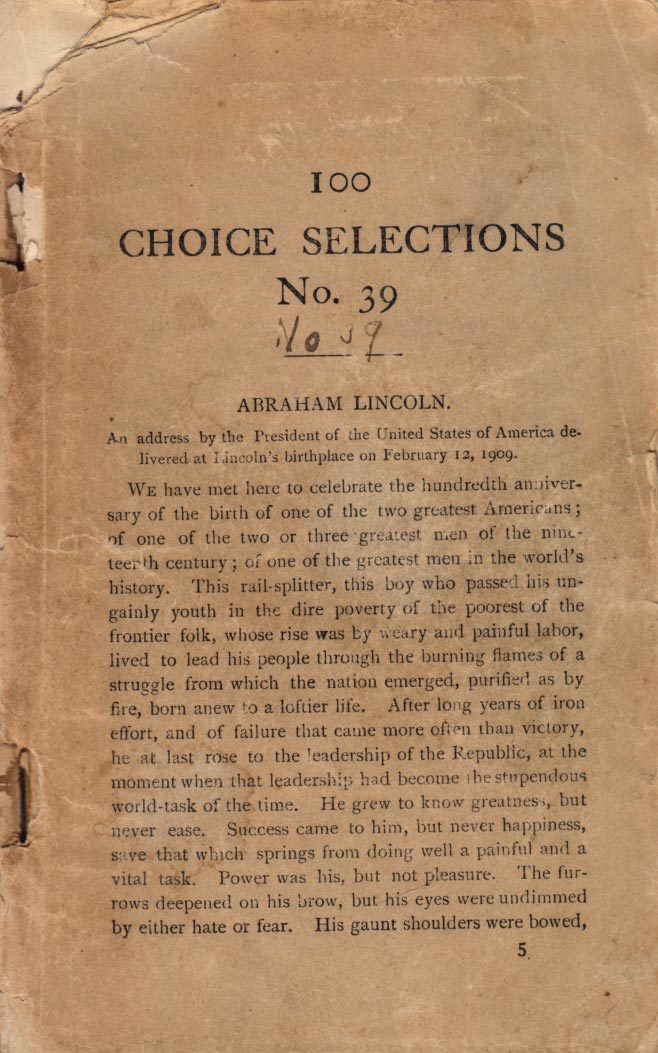 100
CHOICE SELECTIONS
No. 39
No 39
ABRAHAM LINCOLN.
An address by the President of the United States of America de-
livered at Lincoln's birthplace on February 12, 1909.
WE have met here to celebrate the hundredth anniver-
sary of the birth of one of the two greatest Americans;
of one of the two or three greatest men of the nine-
teenth century; of one of the greatest men in the world's
history. This rail-splitter, this boy who passed his un-
gainly youth in the dire poverty of the poorest of the
frontier folk, whose rise was by weary and painful labor,
lived to lead his people through the burning flames of a
struggle from which the nation emerged, purified as by
fire, born anew to a loftier life. After long years of iron
effort, and of failure that came more often than victory,
he at last rose to the leadership of the Republic, at the
moment when that leadership had become the stupendous
world-task of the time. He grew to know greatness, but
never ease. Success came to him, but never happiness,
save that which springs from doing well a painful and a
vital task. Power was his, but not pleasure. The fur-
rows deepened on his brow, but his eyes were undimmed
by either hate or fear. His gaunt shoulders were bowed,
5